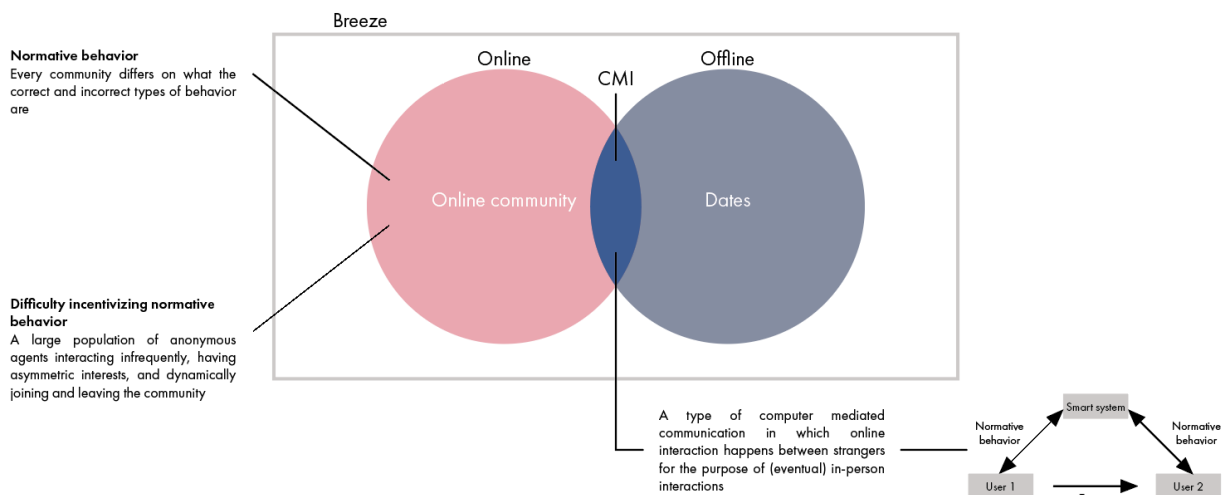 Breeze
Normative behavior
Every community differs on what the
correct and incorrect types of behavior
are
Online
CMI
Offline
Online community
Dates
Difficulty incentivizing normative
behavior
A large population of anonymous
agents interacting infrequently, having
asymmetric interests, and dynamically
joining and leaving the community
A type of computer mediated
communication in which online
interaction happens between strangers
for the purpose of (eventual) in-person
interactions
Smart system
Normative
behavior
Normative
behavior
User 1
User 2